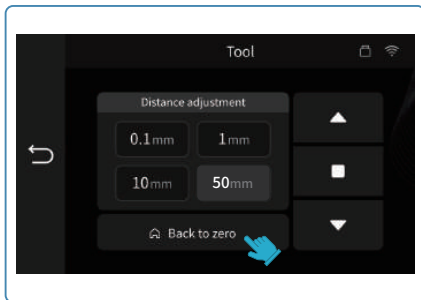 Tool
Distance adjustment
0.1mm 1mm
10mm 50mm
Back to zero